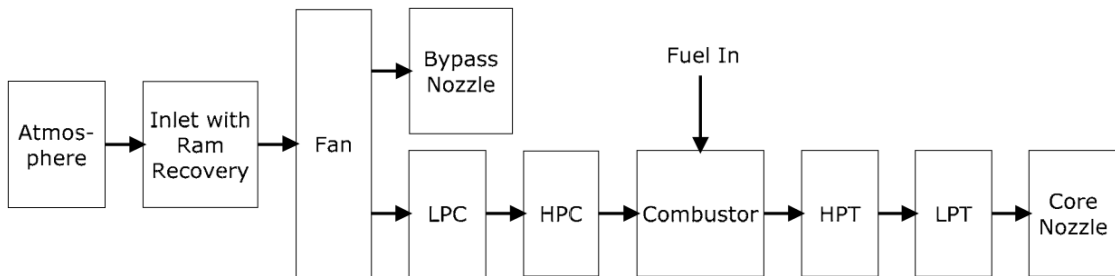 Atmos-
phere
Inlet with
Ram
Recovery
Fan
Bypass
Nozzle
Fuel In
LPC
HPC
Combustor
HPT
LPT
Core
Nozzle